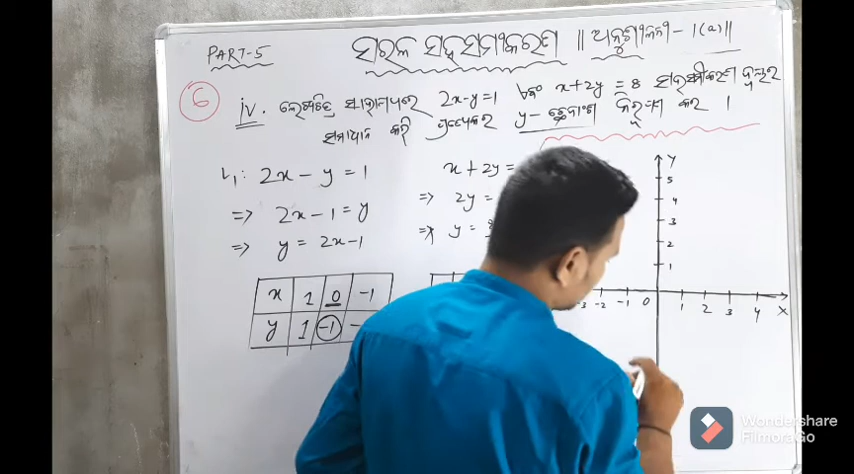 PART-5 ସରଳ ସହସମୀକରଣ || ଅନୁଶୀଳନୀ - 1(a)||
6
iv. ଲେଖଚିତ୍ର ସାହାଯ୍ୟରେ 2x-y=1 ଏବଂ x+2y=8 ସହସମୀକରଣ ଦ୍ୱୟର
ସମାଧାନ କରି ପ୍ରତ୍ୟେକର y-ଛେଦାଂଶ ନିରୂପଣ କର ।
L₁: 2x - y = 1
=> 2x - 1 = y
=> y = 2x-1
x 1 0 -1
y 1 -1
x + 2y =
=> 2y =
=> y =
Y
5
4
3
2
1
-3 -2 -1 0 1 2 3 4 X
Wondershare
FilmoraGo